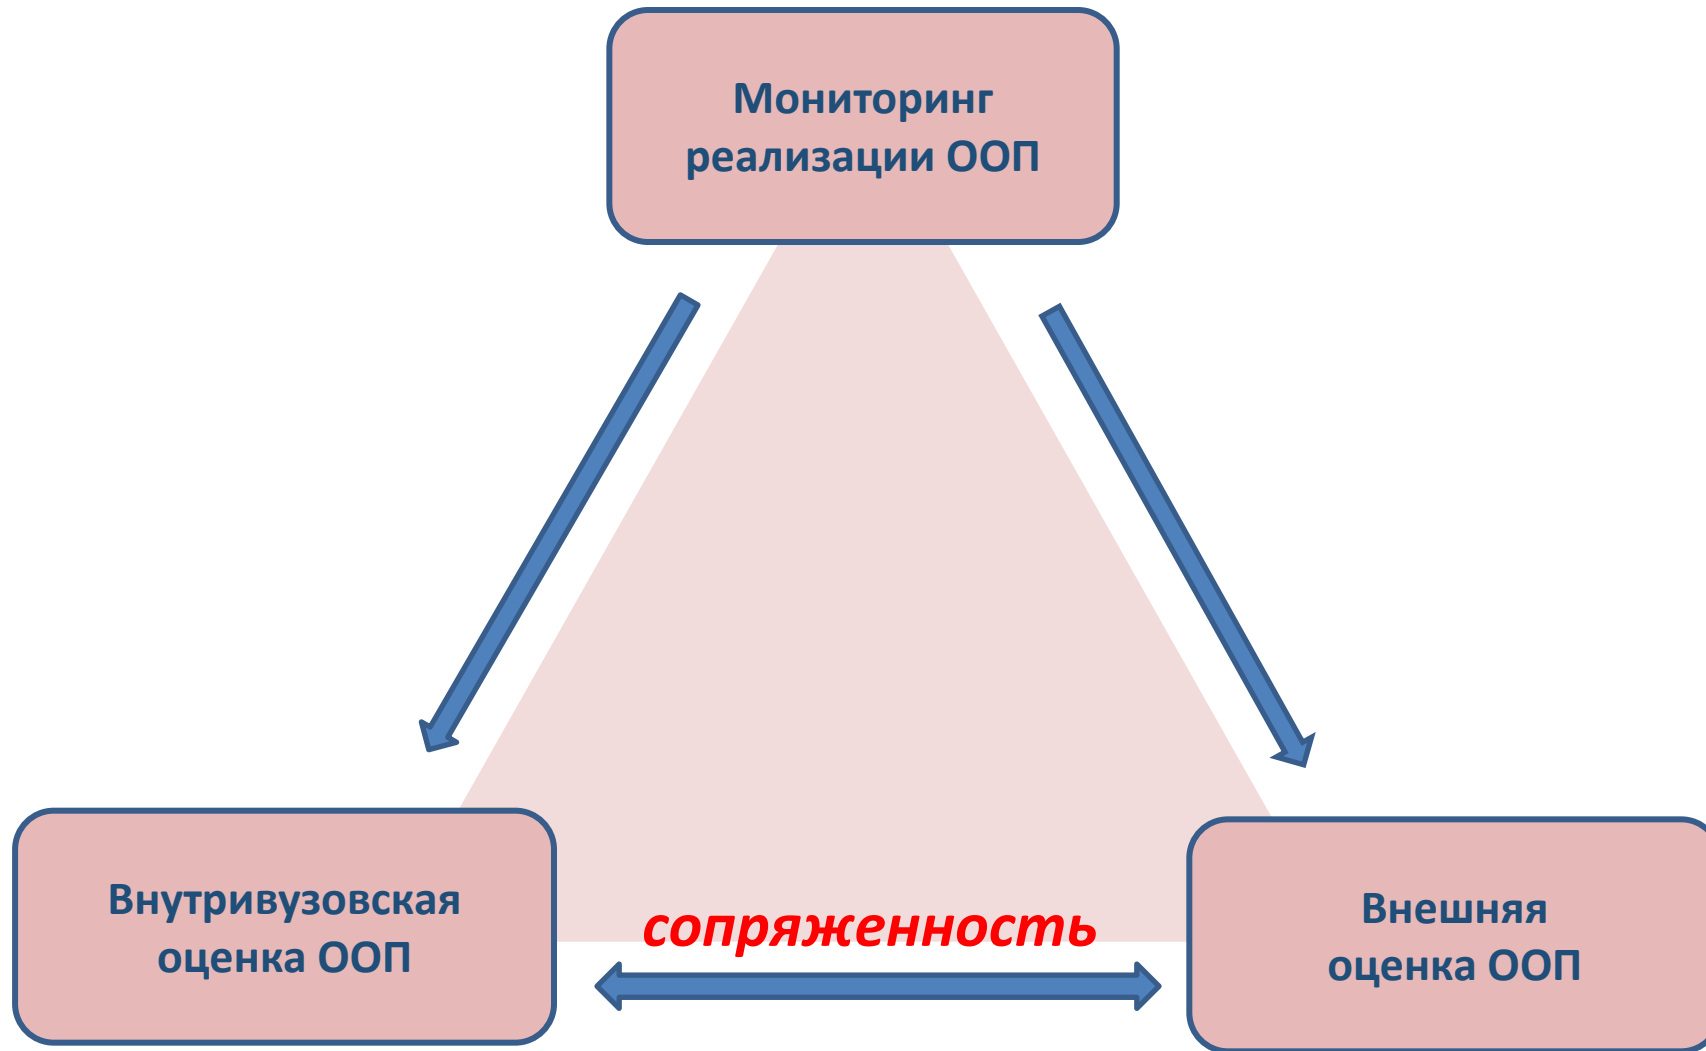 Мониторинг
реализации ООП
Внутривузовская
оценка ООП
сопряженность
Внешняя
оценка ООП